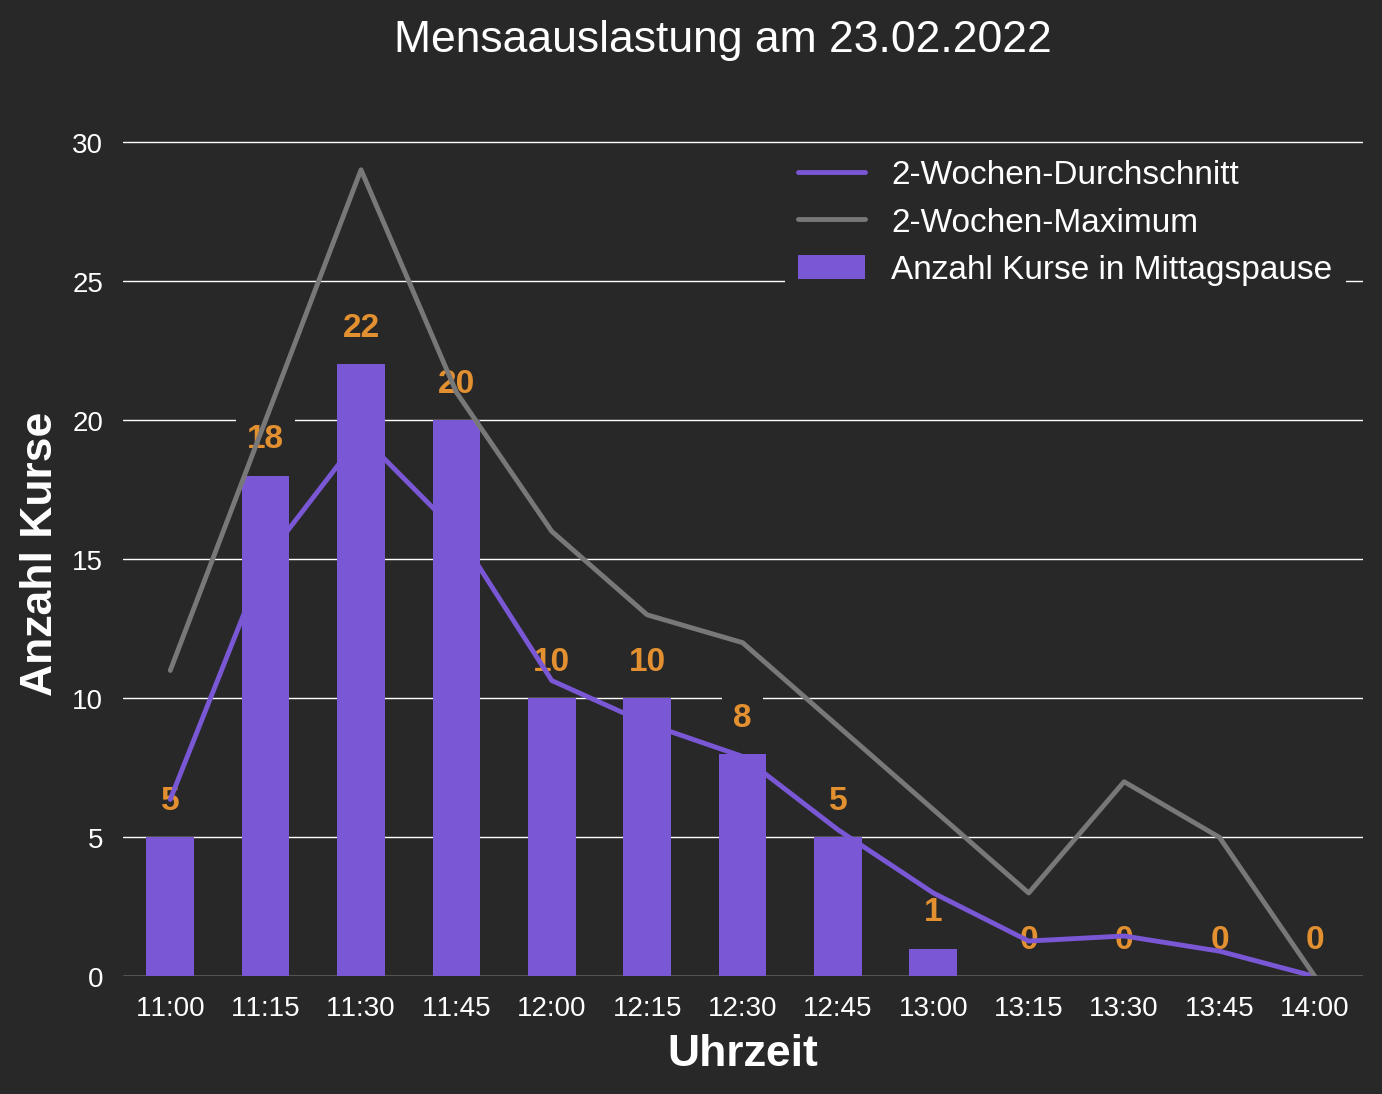 Mensaauslastung am 23.02.2022
30
25
20
15
10
5
0
Anzahl Kurse
2-Wochen-Durchschnitt
2-Wochen-Maximum
Anzahl Kurse in Mittagspause
5
18
22
20
10
10
8
5
1
0
0
0
0
11:00 11:15 11:30 11:45 12:00 12:15 12:30 12:45 13:00 13:15 13:30 13:45 14:00
Uhrzeit